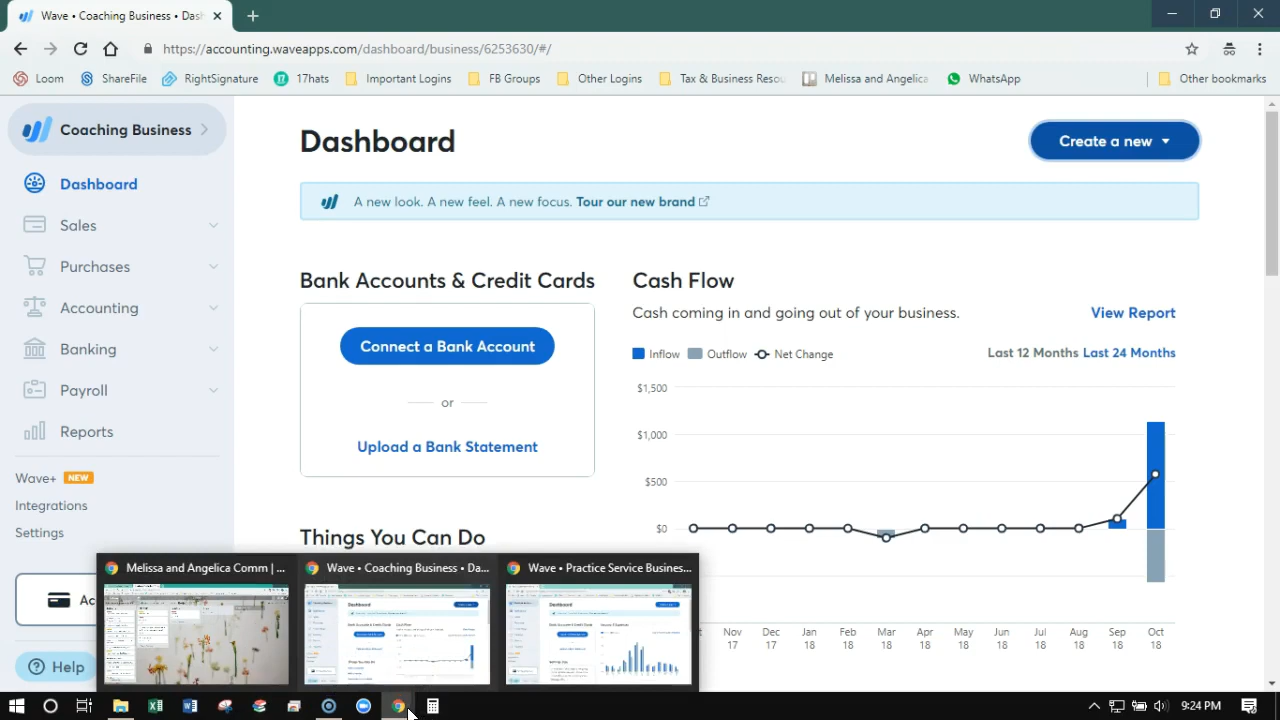 Wave • Coaching Business • Das
https://accounting.waveapps.com/dashboard/business/6253630/#/
Loom
ShareFile
RightSignature
17hats
Important Logins
FB Groups
Other Logins
Tax & Business Resou
Melissa and Angelica
WhatsApp
Other bookmarks
Coaching Business
Dashboard
Sales
Purchases
Accounting
Banking
Payroll
Reports
Wave+ NEW
Integrations
Settings
Help
Dashboard
Create a new
A new look. A new feel. A new focus. Tour our new brand
Bank Accounts & Credit Cards
Connect a Bank Account
or
Upload a Bank Statement
Things You Can Do
Cash Flow
Cash coming in and going out of your business.
View Report
Inflow Outflow Net Change
Last 12 Months Last 24 Months
$1,500
$1,000
$500
$0
Nov Dec Jan Feb Mar Apr May Jun Jul Aug Sep Oct
17 17 18 18 18 18 18 18 18 18 18 18
Melissa and Angelica Comm | ...
Wave • Coaching Business • Da...
Wave • Practice Service Busines...
9:24 PM